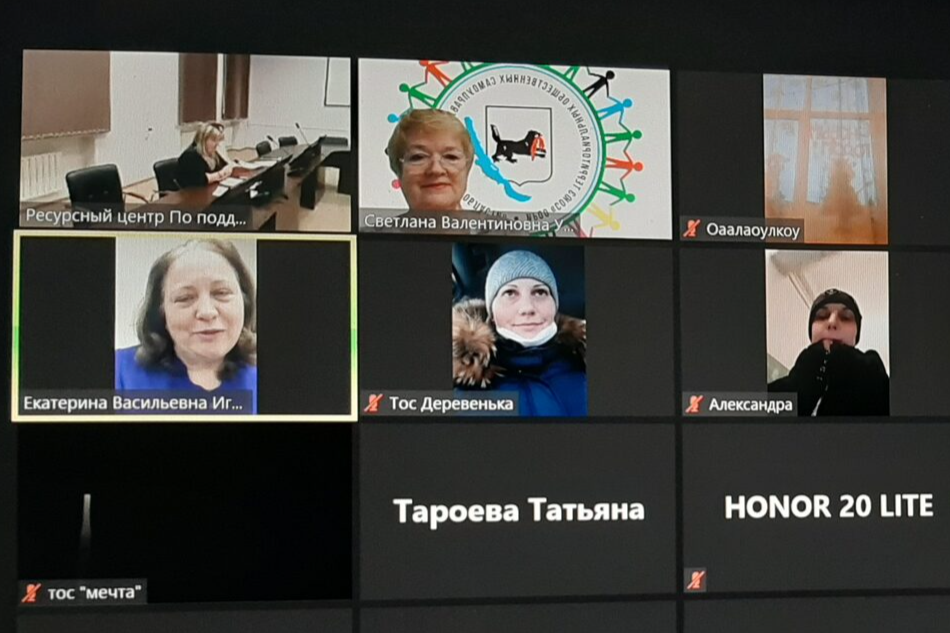 Ресурсный центр По подд...
Светлана Валентиновна У...
Оаалаоулкоу
Екатерина Васильевна Иг...
Тос Деревенька
Александра
тос "мечта"
Тароева Татьяна
HONOR 20 LITE